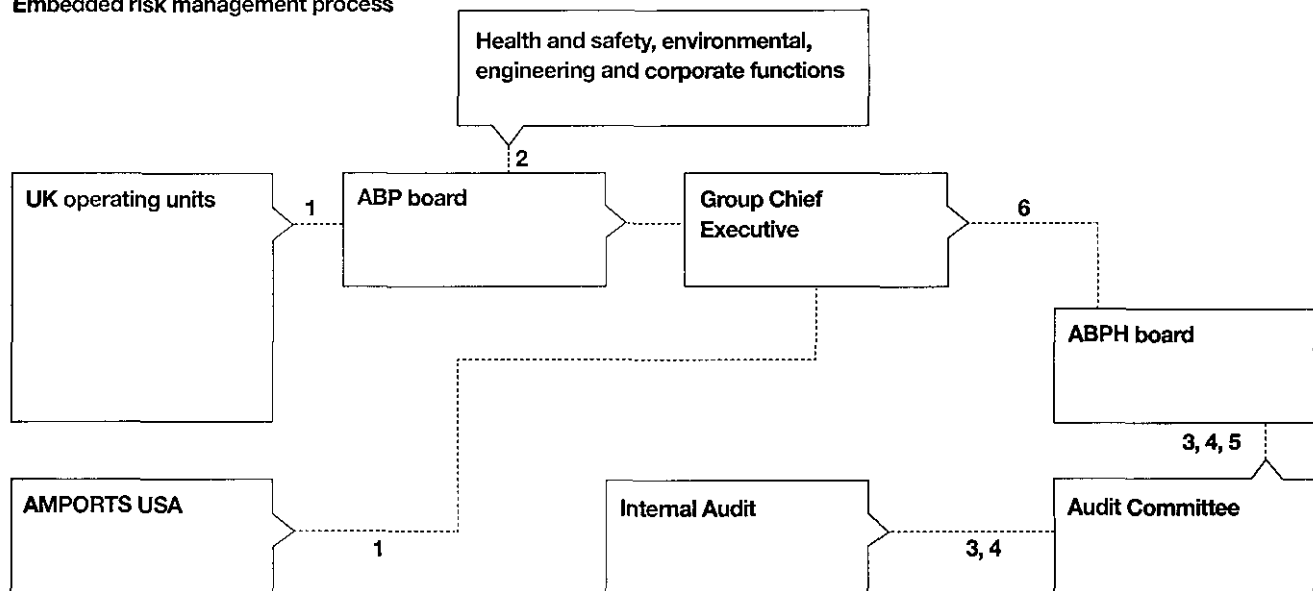 Embedded risk management process
Health and safety, environmental,
engineering and corporate functions
2
UK operating units
1
ABP board
Group Chief
Executive
6
ABPH board
3, 4, 5
AMPORTS USA
1
Internal Audit
3, 4
Audit Committee